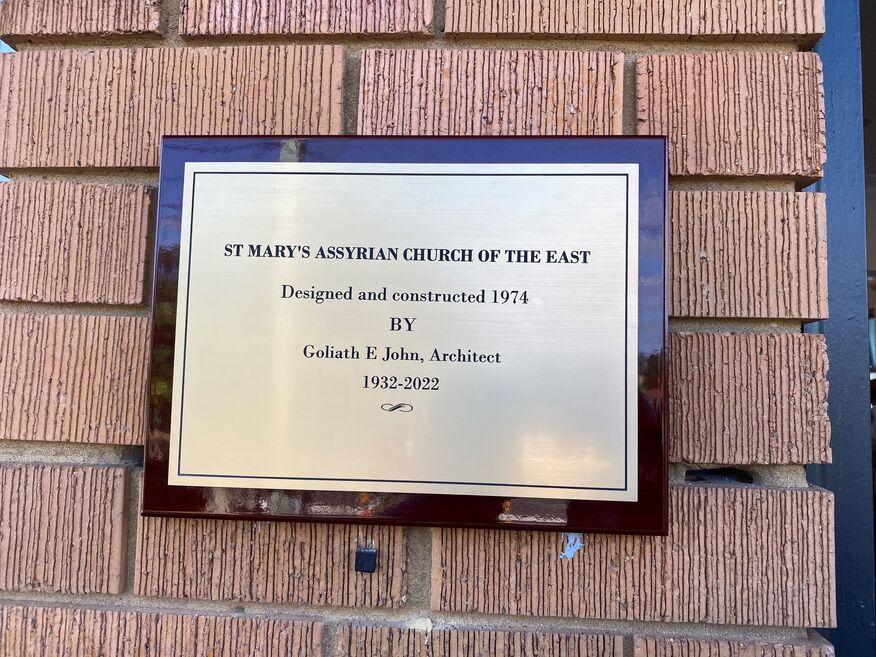 ST MARY'S ASSYRIAN CHURCH OF THE EAST
Designed and constructed 1974
BY
Goliath E John, Architect
1932-2022